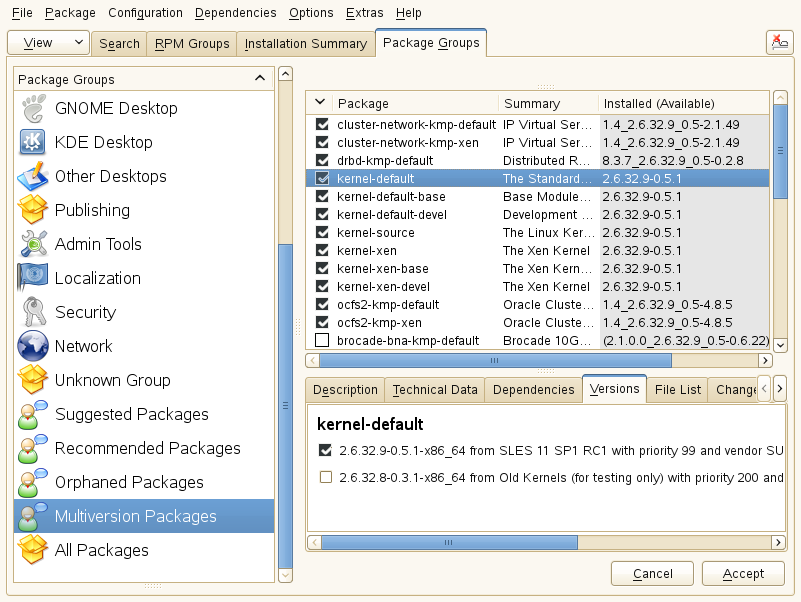 File Package Configuration Dependencies Options Extras Help
View Search RPM Groups Installation Summary Package Groups
Package Groups
GNOME Desktop
KDE Desktop
Other Desktops
Publishing
Admin Tools
Localization
Security
Network
Unknown Group
Suggested Packages
Recommended Packages
Orphaned Packages
Multiversion Packages
All Packages
Package Summary Installed (Available)
cluster-network-kmp-default IP Virtual Ser... 1.4_2.6.32.9_0.5-2.1.49
cluster-network-kmp-xen IP Virtual Ser... 1.4_2.6.32.9_0.5-2.1.49
drbd-kmp-default Distributed R... 8.3.7_2.6.32.9_0.5-0.2.8
kernel-default The Standard... 2.6.32.9-0.5.1
kernel-default-base Base Module... 2.6.32.9-0.5.1
kernel-default-devel Development ... 2.6.32.9-0.5.1
kernel-source The Linux Ker... 2.6.32.9-0.5.1
kernel-xen The Xen Kernel 2.6.32.9-0.5.1
kernel-xen-base The Xen Kern... 2.6.32.9-0.5.1
kernel-xen-devel The Xen Kernel 2.6.32.9-0.5.1
ocfs2-kmp-default Oracle Cluste... 1.4_2.6.32.9_0.5-4.8.5
ocfs2-kmp-xen Oracle Cluste... 1.4_2.6.32.9_0.5-4.8.5
brocade-bna-kmp-default Brocade 10G... (2.1.0.0_2.6.32.9_0.5-0.6.22)
Description Technical Data Dependencies Versions File List Change
kernel-default
2.6.32.9-0.5.1-x86_64 from SLES 11 SP1 RC1 with priority 99 and vendor SU
2.6.32.8-0.3.1-x86_64 from Old Kernels (for testing only) with priority 200 and
Cancel Accept